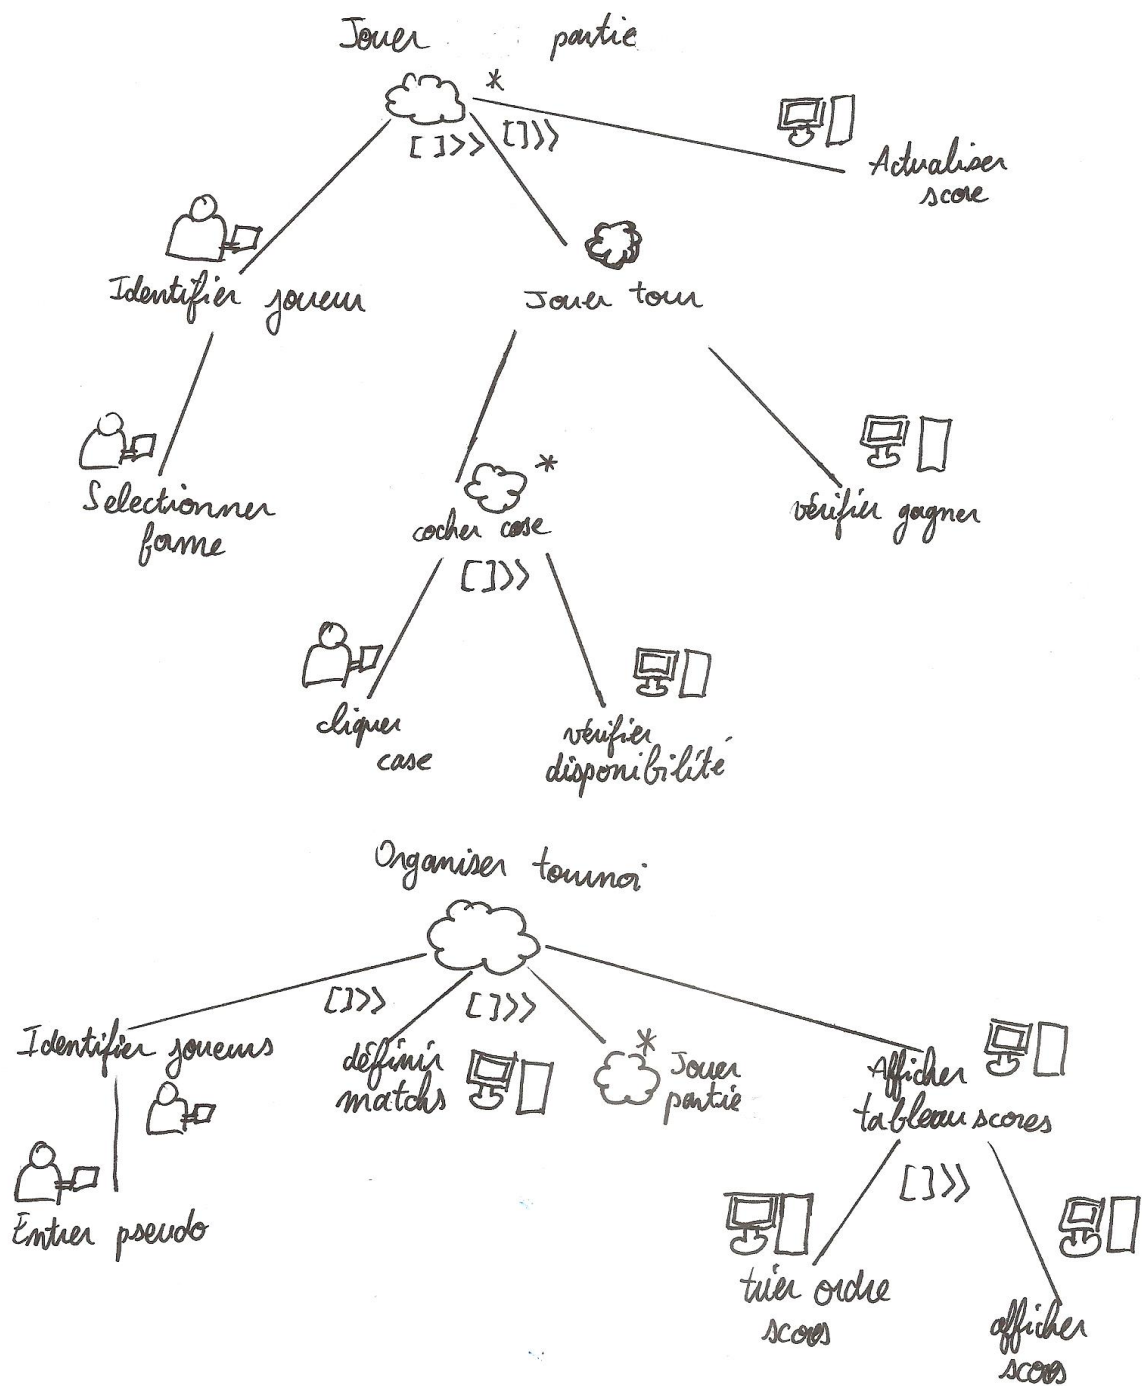 Jouer partie
*
[]>> []>>
Actualiser
score
Identifier joueur
Jouer tour
Selectionner
forme
*
cocher case
[]>>
vérifier gagner
cliquer
case
vérifier
disponibilité
Organiser tournoi
[]>> []>>
Identifier joueurs
définir
matchs
*
Jouer
partie
Afficher
tableau scores
[]>>
Entrer pseudo
trier ordre
scores
afficher
scores